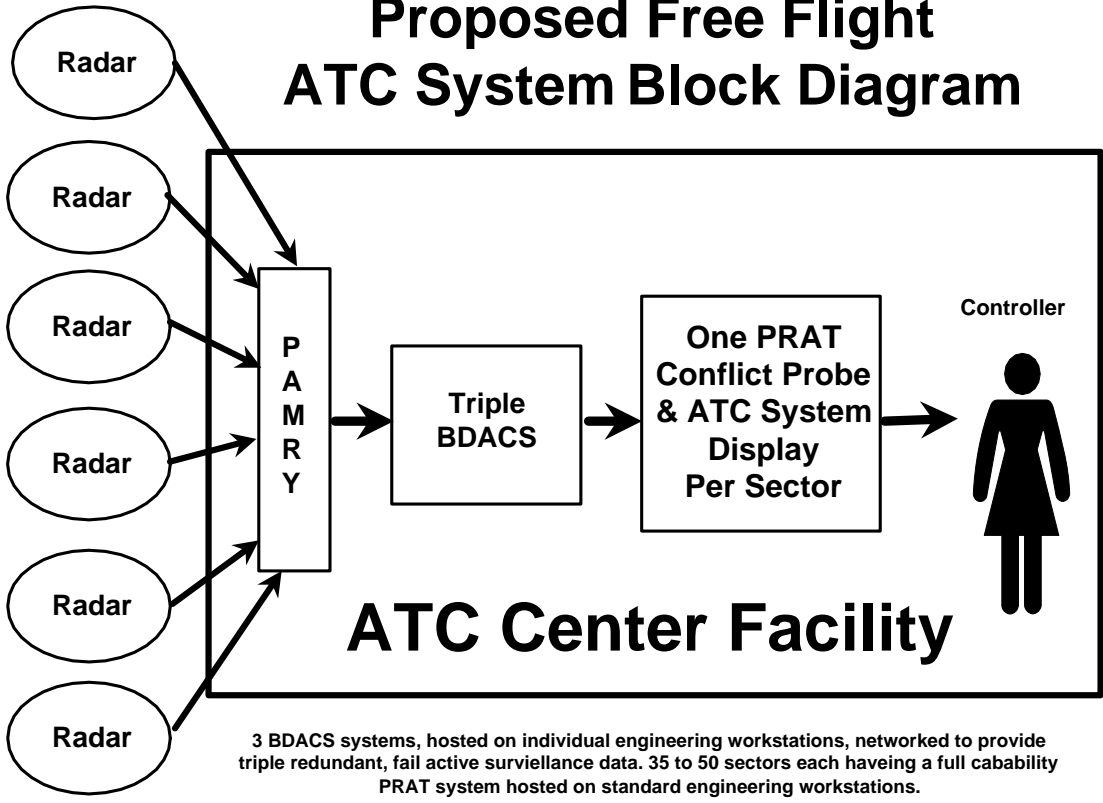 Proposed Free Flight
ATC System Block Diagram
Radar
Radar
Radar
Radar
Radar
Radar
P
A
M
R
Y
Triple
BDACS
One PRAT
Conflict Probe
& ATC System
Display
Per Sector
Controller
ATC Center Facility
3 BDACS systems, hosted on individual engineering workstations, networked to provide
triple redundant, fail active surviellance data. 35 to 50 sectors each haveing a full cabability
PRAT system hosted on standard engineering workstations.